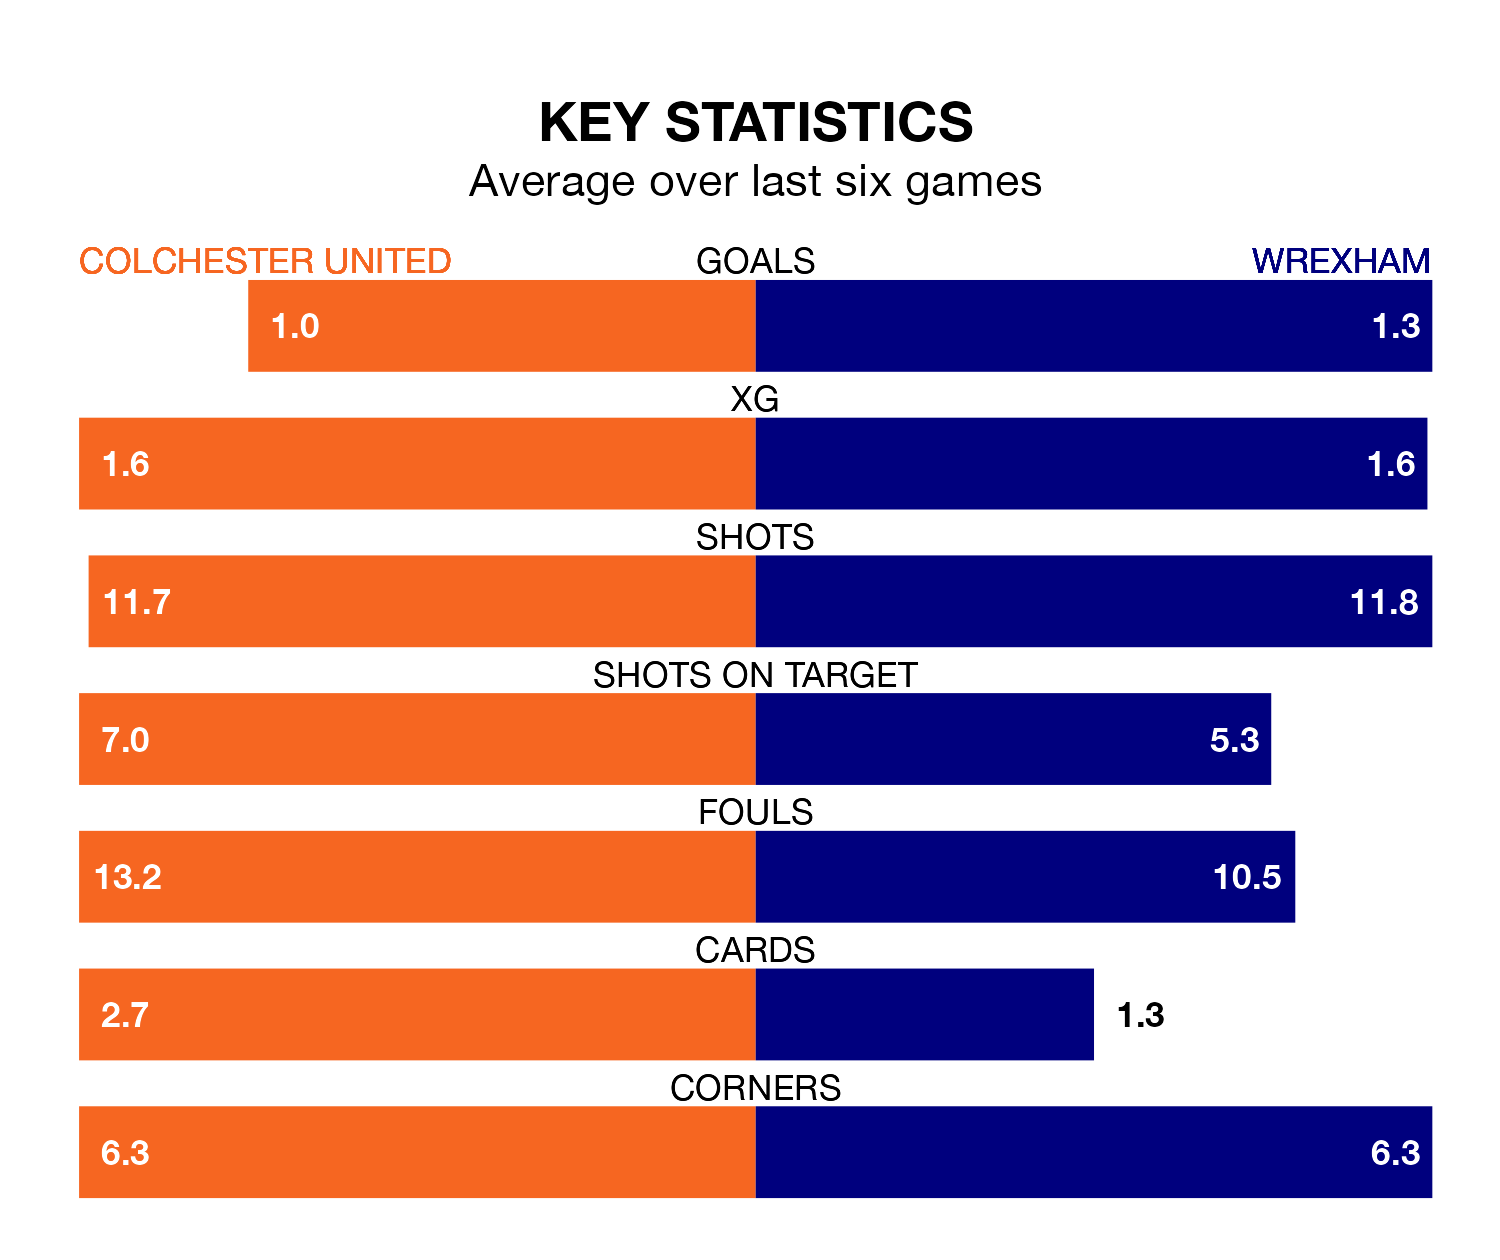 KEY STATISTICS
Average over last six games
COLCHESTER UNITED GOALS WREXHAM
1.0 1.3
XG
1.6 1.6
SHOTS
11.7 11.8
SHOTS ON TARGET
7.0 5.3
FOULS
13.2 10.5
CARDS
2.7 1.3
CORNERS
6.3 6.3